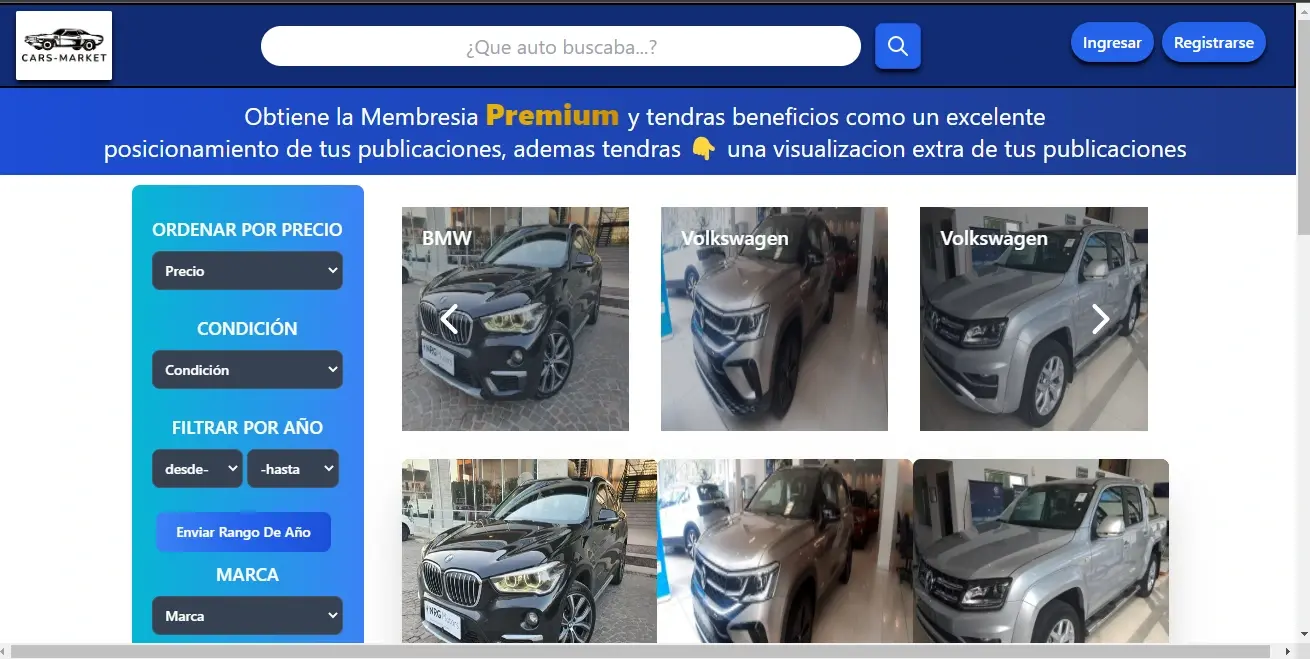 CARS-MARKET
¿Que auto buscaba...?
Ingresar
Registrarse
Obtiene la Membresia Premium y tendras beneficios como un excelente
posicionamiento de tus publicaciones, ademas tendras 👇 una visualizacion extra de tus publicaciones
ORDENAR POR PRECIO
Precio
CONDICIÓN
Condición
FILTRAR POR AÑO
desde-
-hasta
Enviar Rango De Año
MARCA
Marca
BMW
Volkswagen
Volkswagen